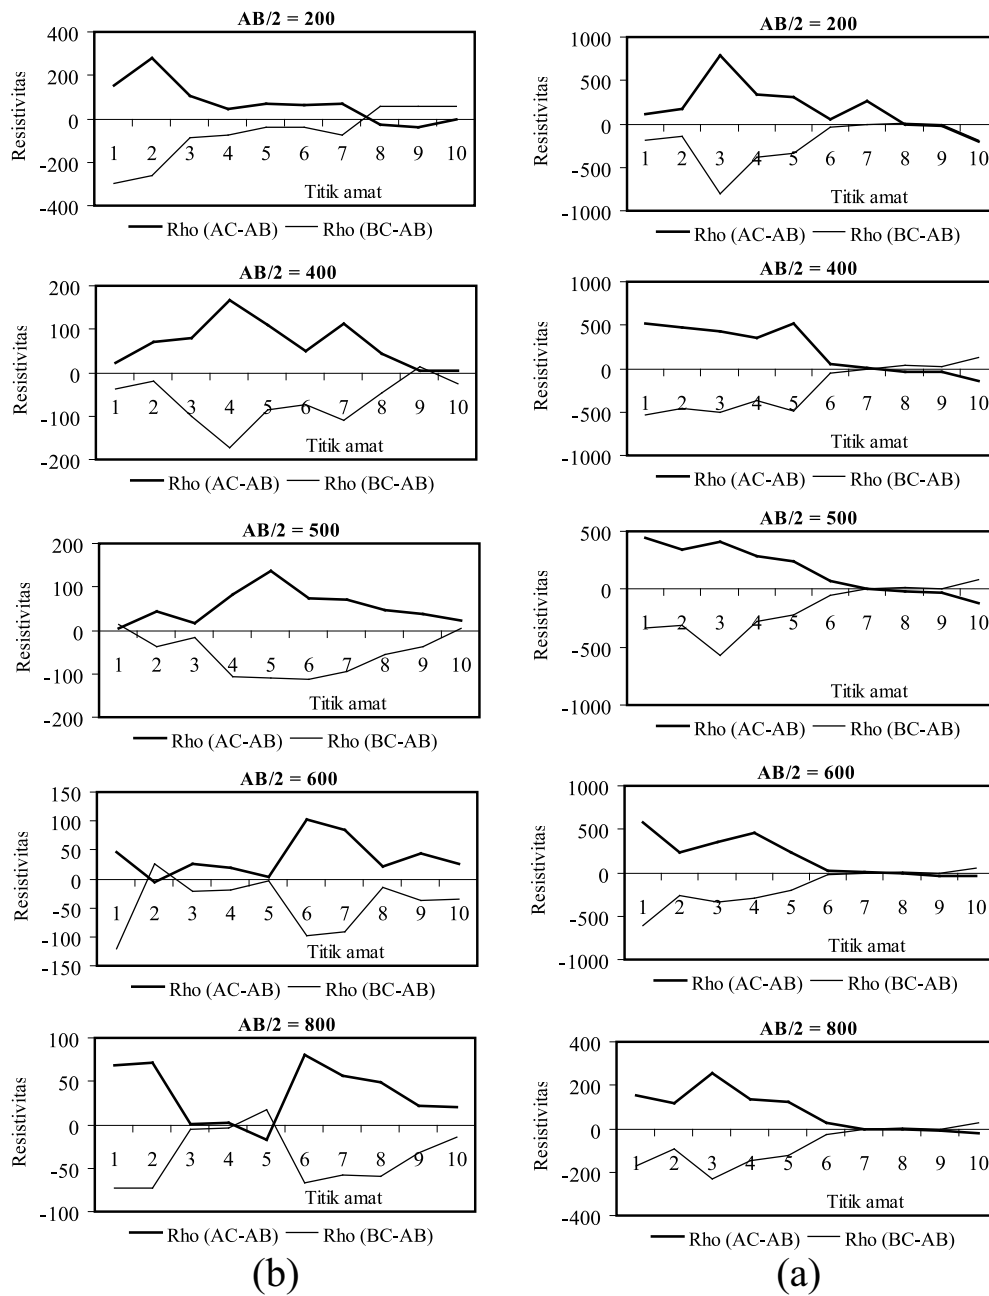 AB/2 = 200
400
200
0
-200
-400
Resistivitas
1 2 3 4 5 6 7 8 9 10
Titik amat
Rho (AC-AB) Rho (BC-AB)
AB/2 = 400
200
100
0
-100
-200
Resistivitas
1 2 3 4 5 6 7 8 9 10
Titik amat
Rho (AC-AB) Rho (BC-AB)
AB/2 = 500
200
100
0
-100
-200
Resistivitas
1 2 3 4 5 6 7 8 9 10
Titik amat
Rho (AC-AB) Rho (BC-AB)
AB/2 = 600
150
100
50
0
-50
-100
-150
Resistivitas
1 2 3 4 5 6 7 8 9 10
Titik amat
Rho (AC-AB) Rho (BC-AB)
AB/2 = 800
100
50
0
-50
-100
Resistivitas
1 2 3 4 5 6 7 8 9 10
Titik amat
Rho (AC-AB) Rho (BC-AB)
(b)
AB/2 = 200
1000
500
0
-500
-1000
Resistivitas
1 2 3 4 5 6 7 8 9 10
Titik amat
Rho (AC-AB) Rho (BC-AB)
AB/2 = 400
1000
500
0
-500
-1000
Resistivitas
1 2 3 4 5 6 7 8 9 10
Titik amat
Rho (AC-AB) Rho (BC-AB)
AB/2 = 500
500
0
-500
-1000
Resistivitas
1 2 3 4 5 6 7 8 9 10
Titik amat
Rho (AC-AB) Rho (BC-AB)
AB/2 = 600
1000
500
0
-500
-1000
Resistivitas
1 2 3 4 5 6 7 8 9 10
Titik amat
Rho (AC-AB) Rho (BC-AB)
AB/2 = 800
400
200
0
-200
-400
Resistivitas
1 2 3 4 5 6 7 8 9 10
Titik amat
Rho (AC-AB) Rho (BC-AB)
(a)